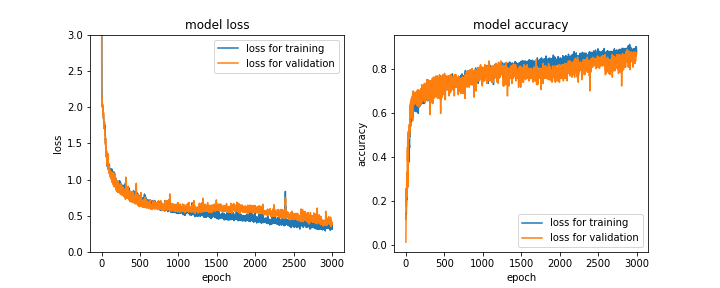 model loss
3.0
2.5
2.0
1.5
1.0
0.5
0.0
loss
loss for training
loss for validation
0
500
1000
1500
2000
2500
3000
epoch
model accuracy
0.8
0.6
0.4
0.2
0.0
accuracy
loss for training
loss for validation
0
500
1000
1500
2000
2500
3000
epoch